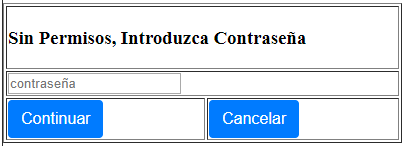 Sin Permisos, Introduzca Contraseña
contraseña
Continuar
Cancelar